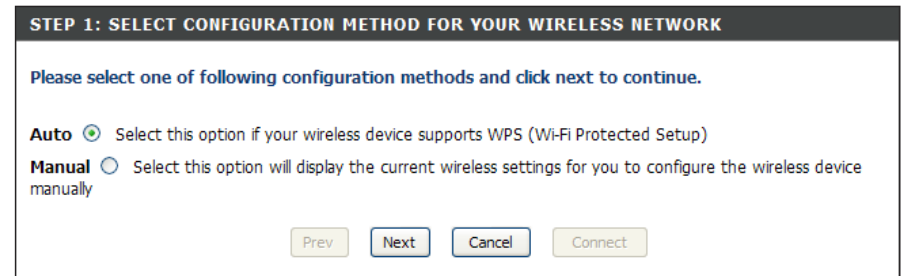 STEP 1: SELECT CONFIGURATION METHOD FOR YOUR WIRELESS NETWORK
Please select one of following configuration methods and click next to continue.
Auto Select this option if your wireless device supports WPS (Wi-Fi Protected Setup)
Manual Select this option will display the current wireless settings for you to configure the wireless device
manually
Prev Next Cancel Connect